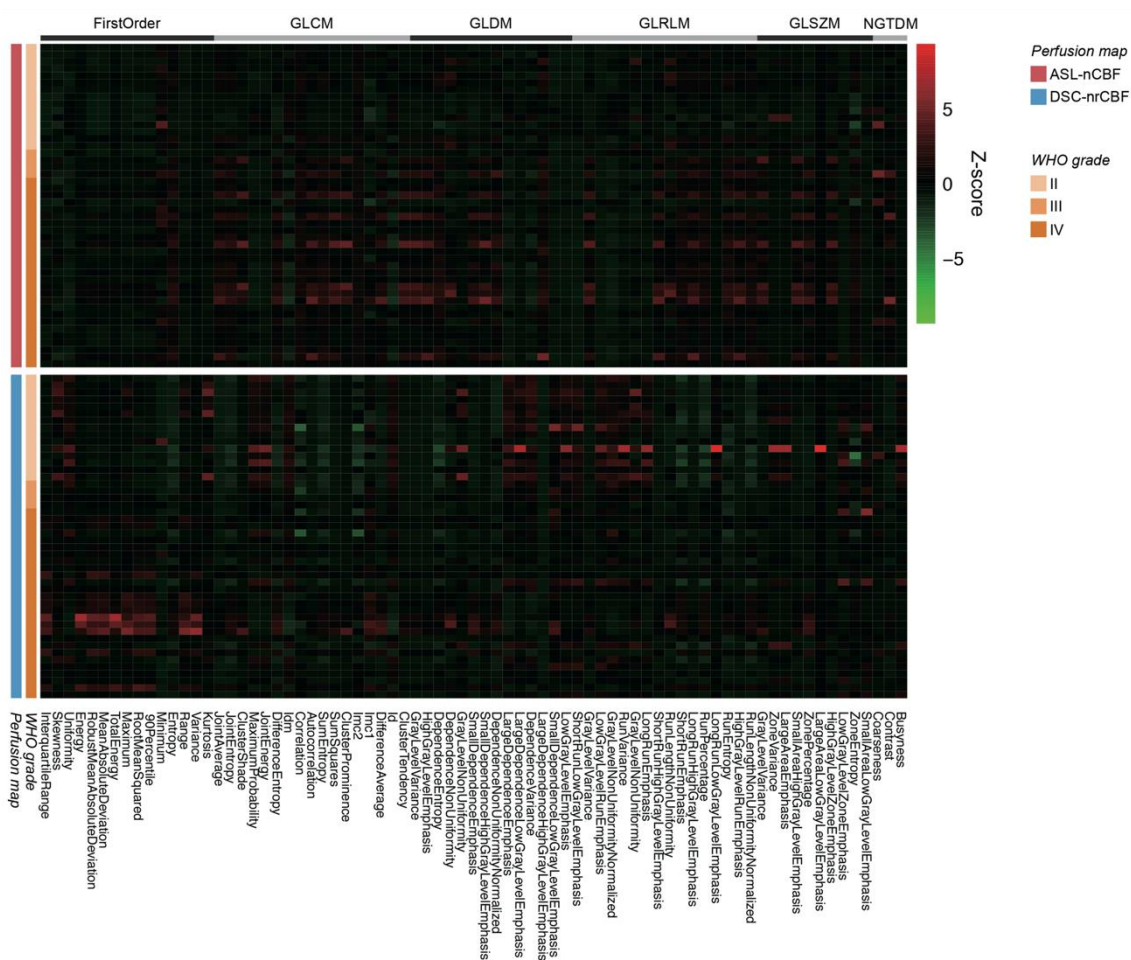 FirstOrder GLCM GLDM GLRLM GLSZM NGTDM
Perfusion map
ASL-nCBF
DSC-nrCBF
WHO grade
II
III
IV
5
0
−5
Z-score
Perfusion map
WHO grade
InterquartileRange
Skewness
Uniformity
Energy
RobustMeanAbsoluteDeviation
MeanAbsoluteDeviation
TotalEnergy
Maximum
RootMeanSquared
90Percentile
Minimum
Entropy
Range
Variance
Kurtosis
JointAverage
JointEntropy
ClusterShade
MaximumProbability
JointEnergy
DifferenceEntropy
Idm
Correlation
Autocorrelation
SumEntropy
SumSquares
ClusterProminence
Imc2
Imc1
DifferenceAverage
Id
ClusterTendency
GrayLevelVariance
HighGrayLevelEmphasis
DependenceEntropy
DependenceNonUniformity
GrayLevelNonUniformity
SmallDependenceEmphasis
SmallDependenceHighGrayLevelEmphasis
DependenceNonUniformityNormalized
LargeDependenceEmphasis
LargeDependenceLowGrayLevelEmphasis
DependenceVariance
LargeDependenceHighGrayLevelEmphasis
SmallDependenceLowGrayLevelEmphasis
LowGrayLevelEmphasis
ShortRunLowGrayLevelEmphasis
GrayLevelVariance
LowGrayLevelRunEmphasis
GrayLevelNonUniformityNormalized
RunVariance
GrayLevelNonUniformity
LongRunEmphasis
ShortRunHighGrayLevelEmphasis
RunLengthNonUniformity
ShortRunEmphasis
LongRunHighGrayLevelEmphasis
RunPercentage
LongRunLowGrayLevelEmphasis
RunEntropy
HighGrayLevelRunEmphasis
RunLengthNonUniformityNormalized
GrayLevelVariance
ZoneVariance
LargeAreaEmphasis
SmallAreaHighGrayLevelEmphasis
ZonePercentage
LargeAreaLowGrayLevelEmphasis
HighGrayLevelZoneEmphasis
LowGrayLevelZoneEmphasis
ZoneEntropy
SmallAreaLowGrayLevelEmphasis
Coarseness
Contrast
Busyness